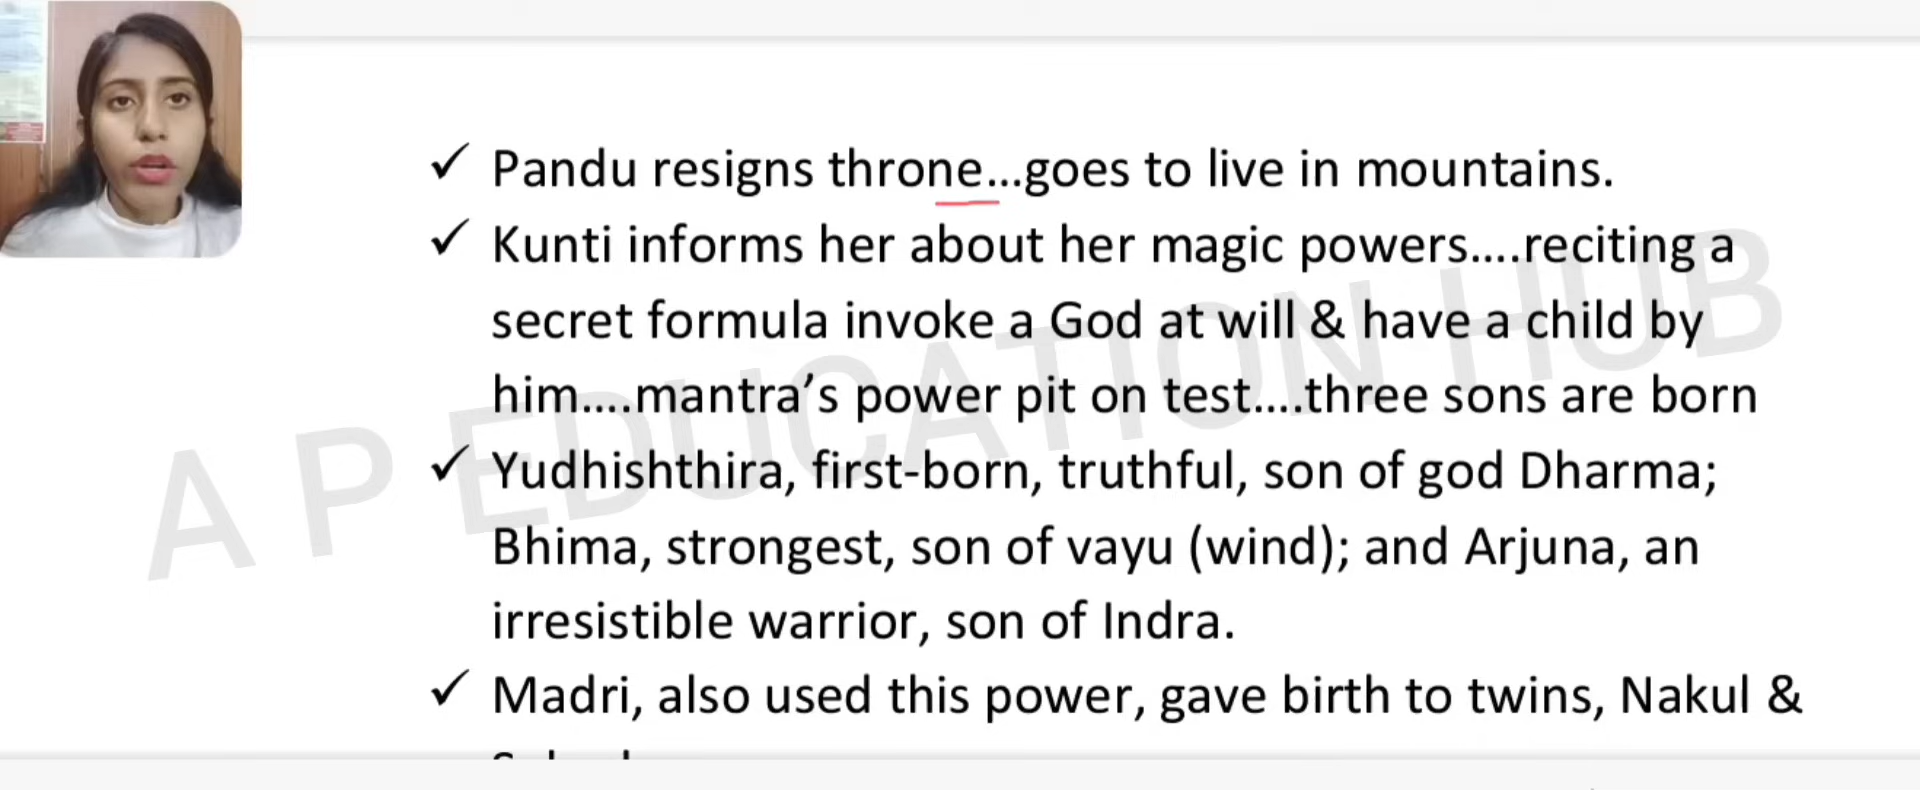 ✓ Pandu resigns throne...goes to live in mountains.
✓ Kunti informs her about her magic powers....reciting a
secret formula invoke a God at will & have a child by
him....mantra's power pit on test....three sons are born
✓ Yudhishthira, first-born, truthful, son of god Dharma;
Bhima, strongest, son of vayu (wind); and Arjuna, an
irresistible warrior, son of Indra.
✓ Madri, also used this power, gave birth to twins, Nakul &
A P EDUCATION HUB